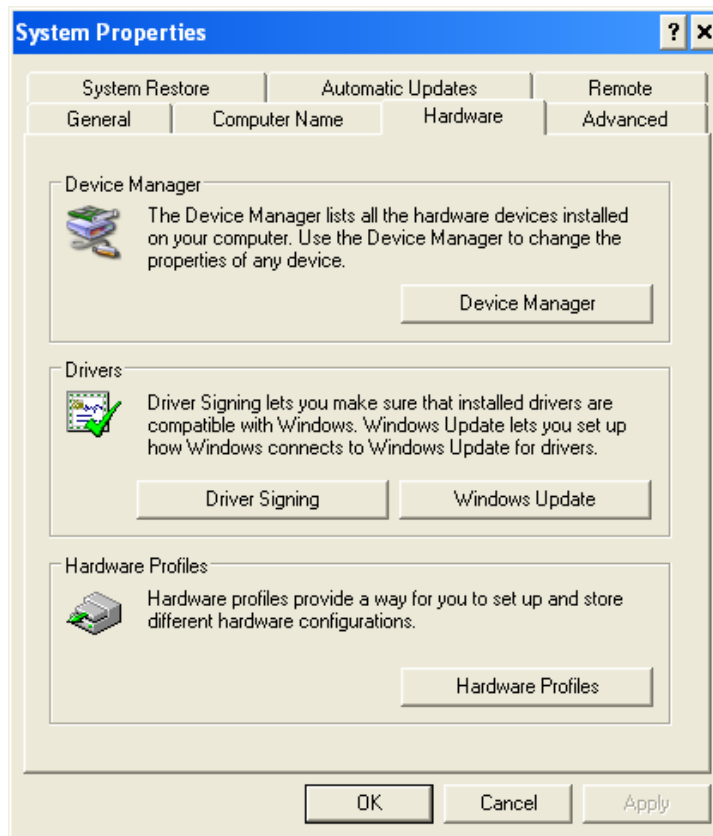 System Properties
System Restore
Automatic Updates
Remote
General
Computer Name
Hardware
Advanced
Device Manager
The Device Manager lists all the hardware devices installed
on your computer. Use the Device Manager to change the
properties of any device.
Device Manager
Drivers
Driver Signing lets you make sure that installed drivers are
compatible with Windows. Windows Update lets you set up
how Windows connects to Windows Update for drivers.
Driver Signing
Windows Update
Hardware Profiles
Hardware profiles provide a way for you to set up and store
different hardware configurations.
Hardware Profiles
OK
Cancel
Apply